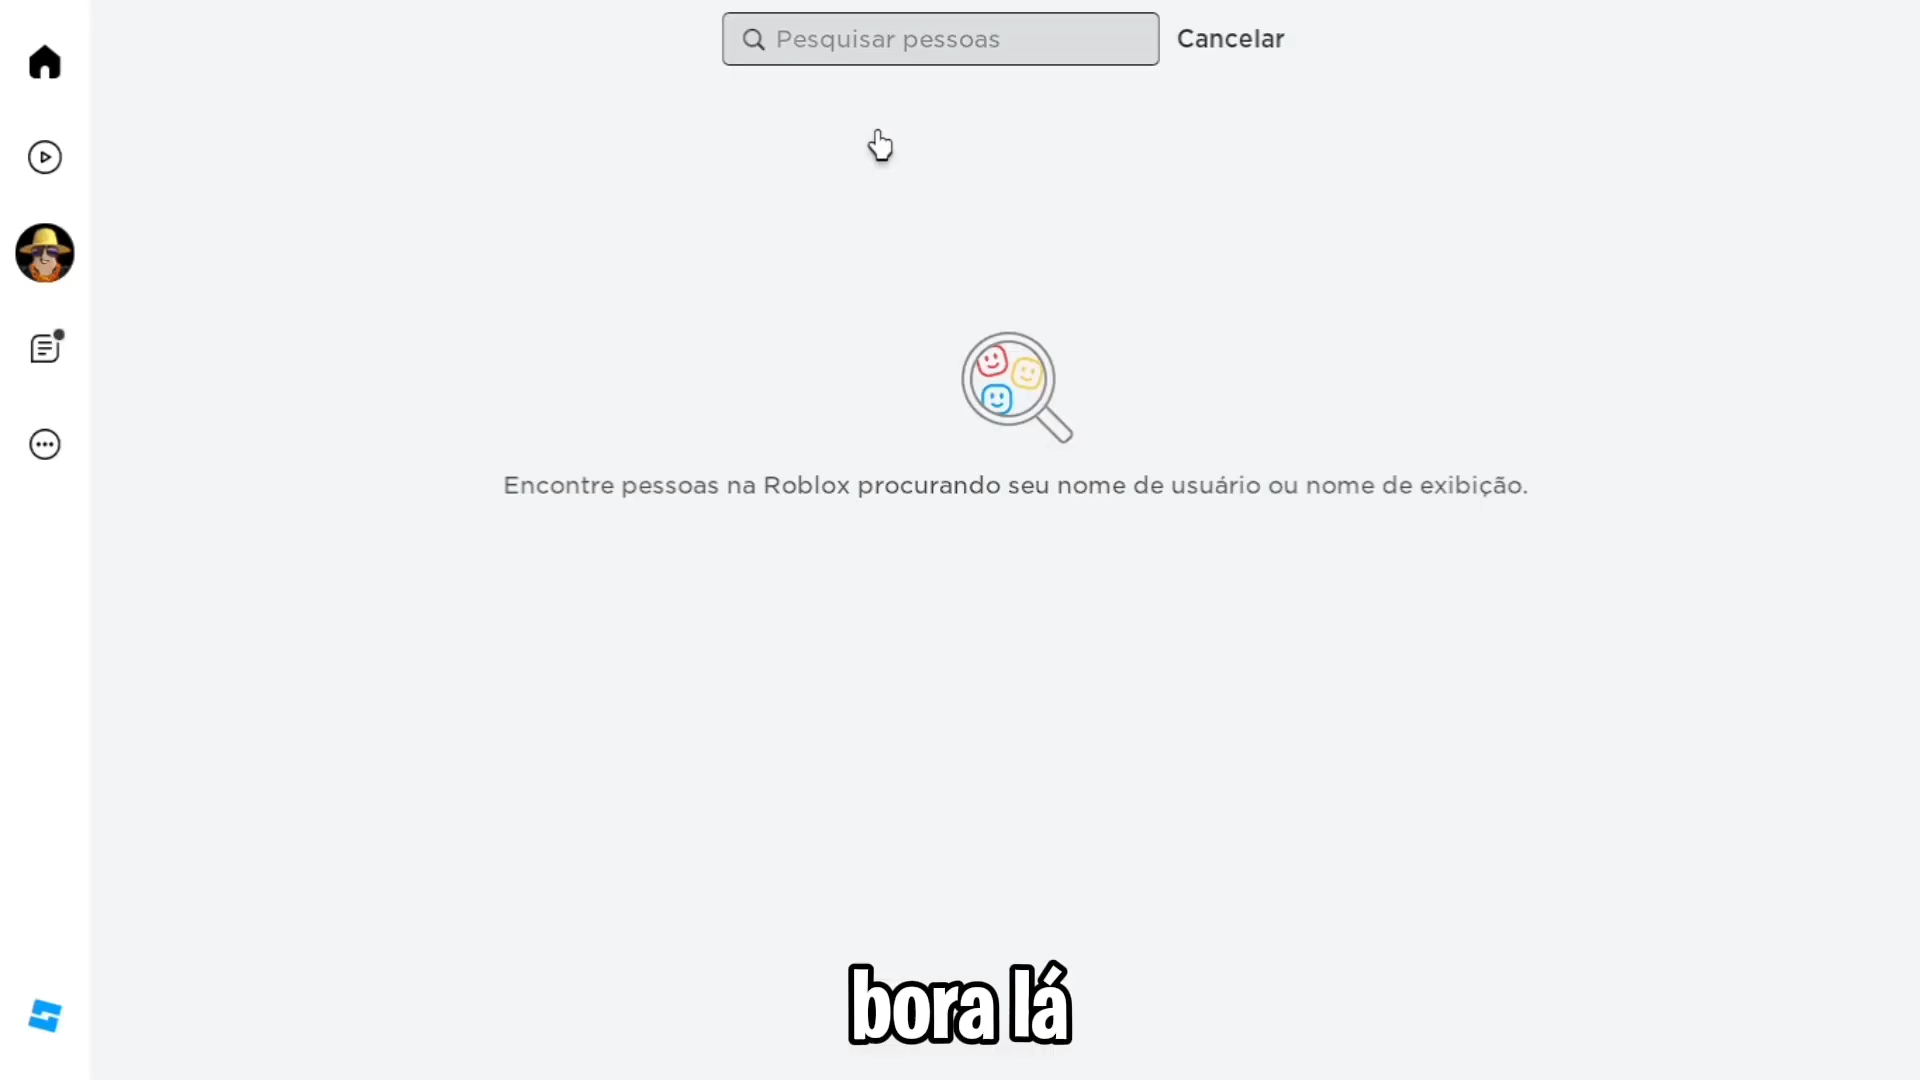 Pesquisar pessoas
Cancelar
Encontre pessoas na Roblox procurando seu nome de usuário ou nome de exibição.
bora lá